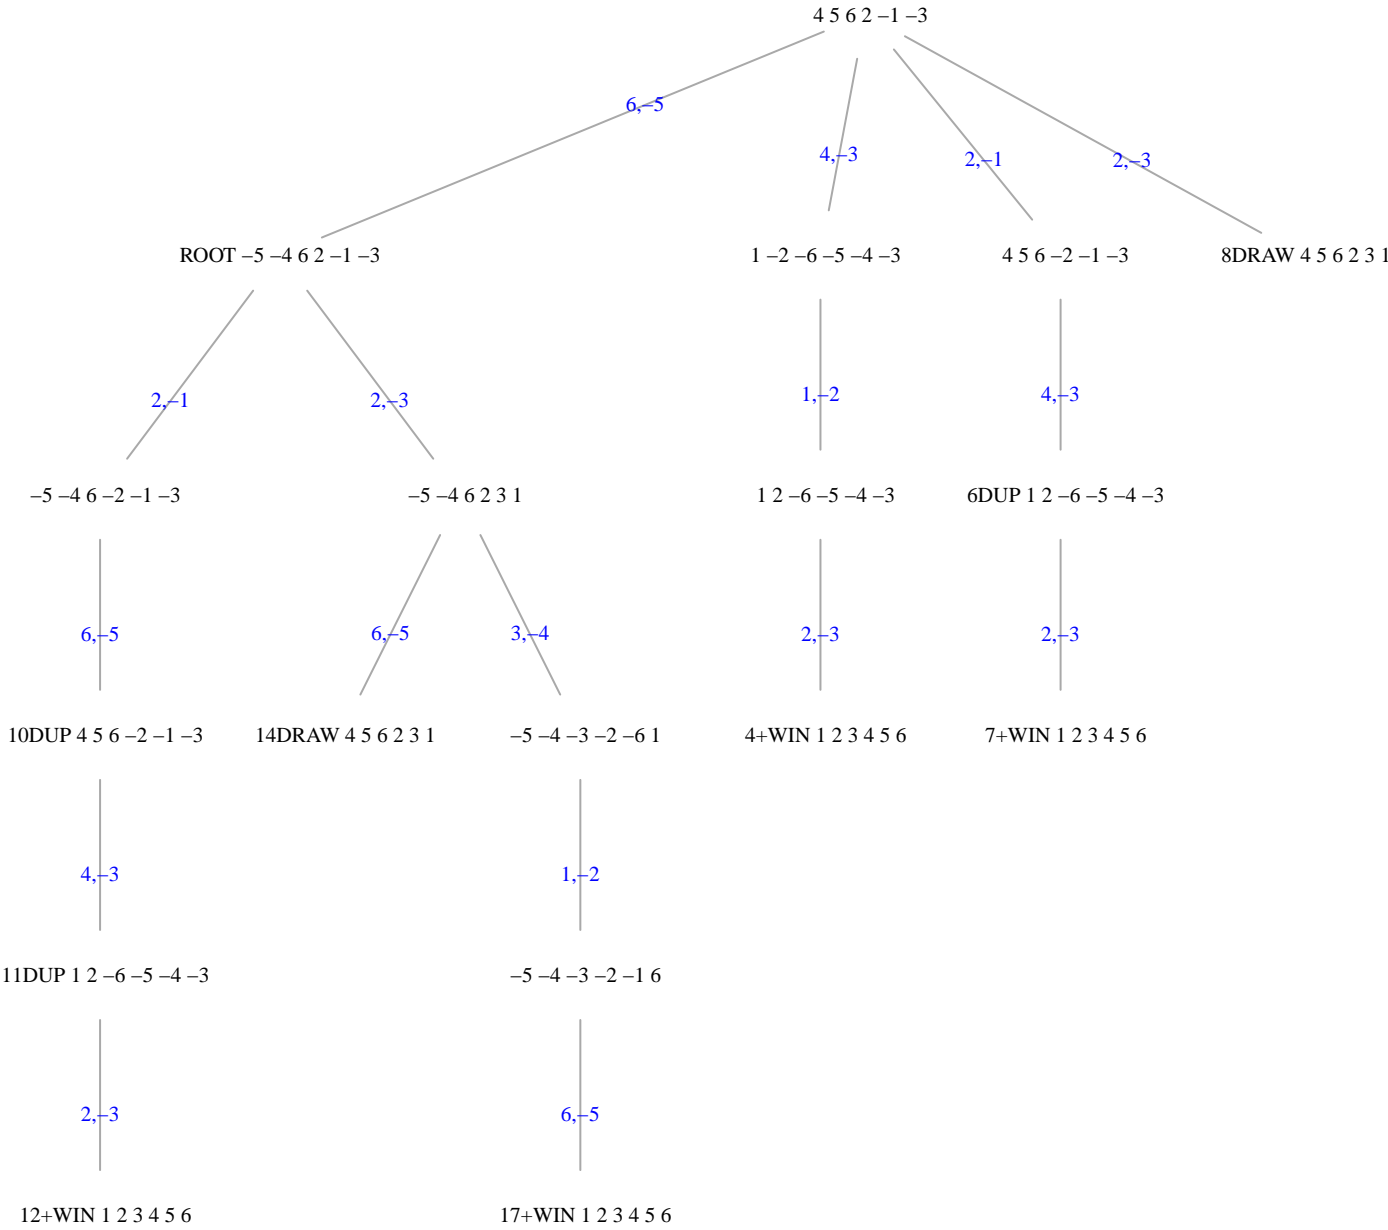 4 5 6 2 −1 −3
6,−5
4,−3
2,−1
2,−3
ROOT −5 −4 6 2 −1 −3
1 −2 −6 −5 −4 −3
4 5 6 −2 −1 −3
8DRAW 4 5 6 2 3 1
2,−1
2,−3
1,−2
4,−3
−5 −4 6 −2 −1 −3
−5 −4 6 2 3 1
1 2 −6 −5 −4 −3
6DUP 1 2 −6 −5 −4 −3
6,−5
6,−5
3,−4
2,−3
2,−3
10DUP 4 5 6 −2 −1 −3
14DRAW 4 5 6 2 3 1
−5 −4 −3 −2 −6 1
4+WIN 1 2 3 4 5 6
7+WIN 1 2 3 4 5 6
4,−3
1,−2
11DUP 1 2 −6 −5 −4 −3
−5 −4 −3 −2 −1 6
2,−3
6,−5
12+WIN 1 2 3 4 5 6
17+WIN 1 2 3 4 5 6